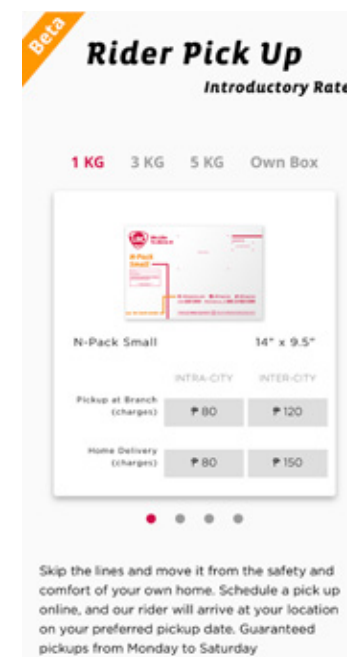 Beta
Rider Pick Up
Introductory Rate
1 KG 3 KG 5 KG Own Box
LBC
N-Pack
Small
N-Pack Small 14" x 9.5"
INTRA-CITY INTER-CITY
Pickup at Branch
(charges) ₱ 80 ₱ 120
Home Delivery
(charges) ₱ 80 ₱ 150
Skip the lines and move it from the safety and
comfort of your own home. Schedule a pick up
online, and our rider will arrive at your location
on your preferred pickup date. Guaranteed
pickups from Monday to Saturday